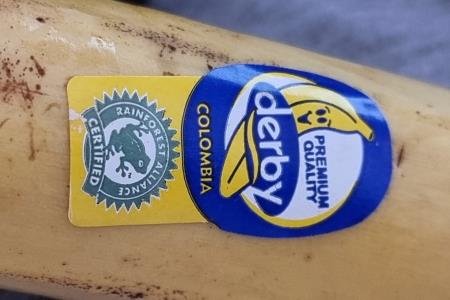 RAINFOREST ALLIANCE
CERTIFIED
COLOMBIA
derby
PREMIUM
QUALITY